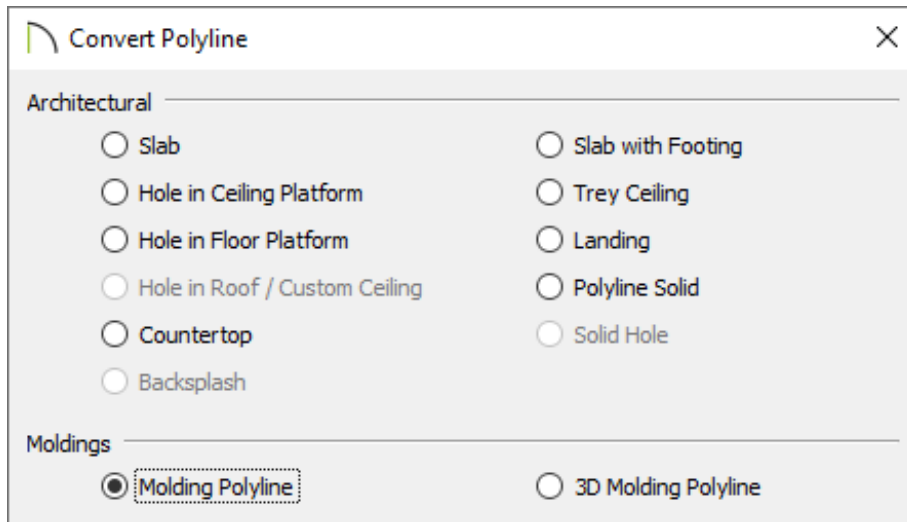 Convert Polyline
Architectural
Slab
Slab with Footing
Hole in Ceiling Platform
Trey Ceiling
Hole in Floor Platform
Landing
Hole in Roof / Custom Ceiling
Polyline Solid
Countertop
Solid Hole
Backsplash
Moldings
Molding Polyline
3D Molding Polyline